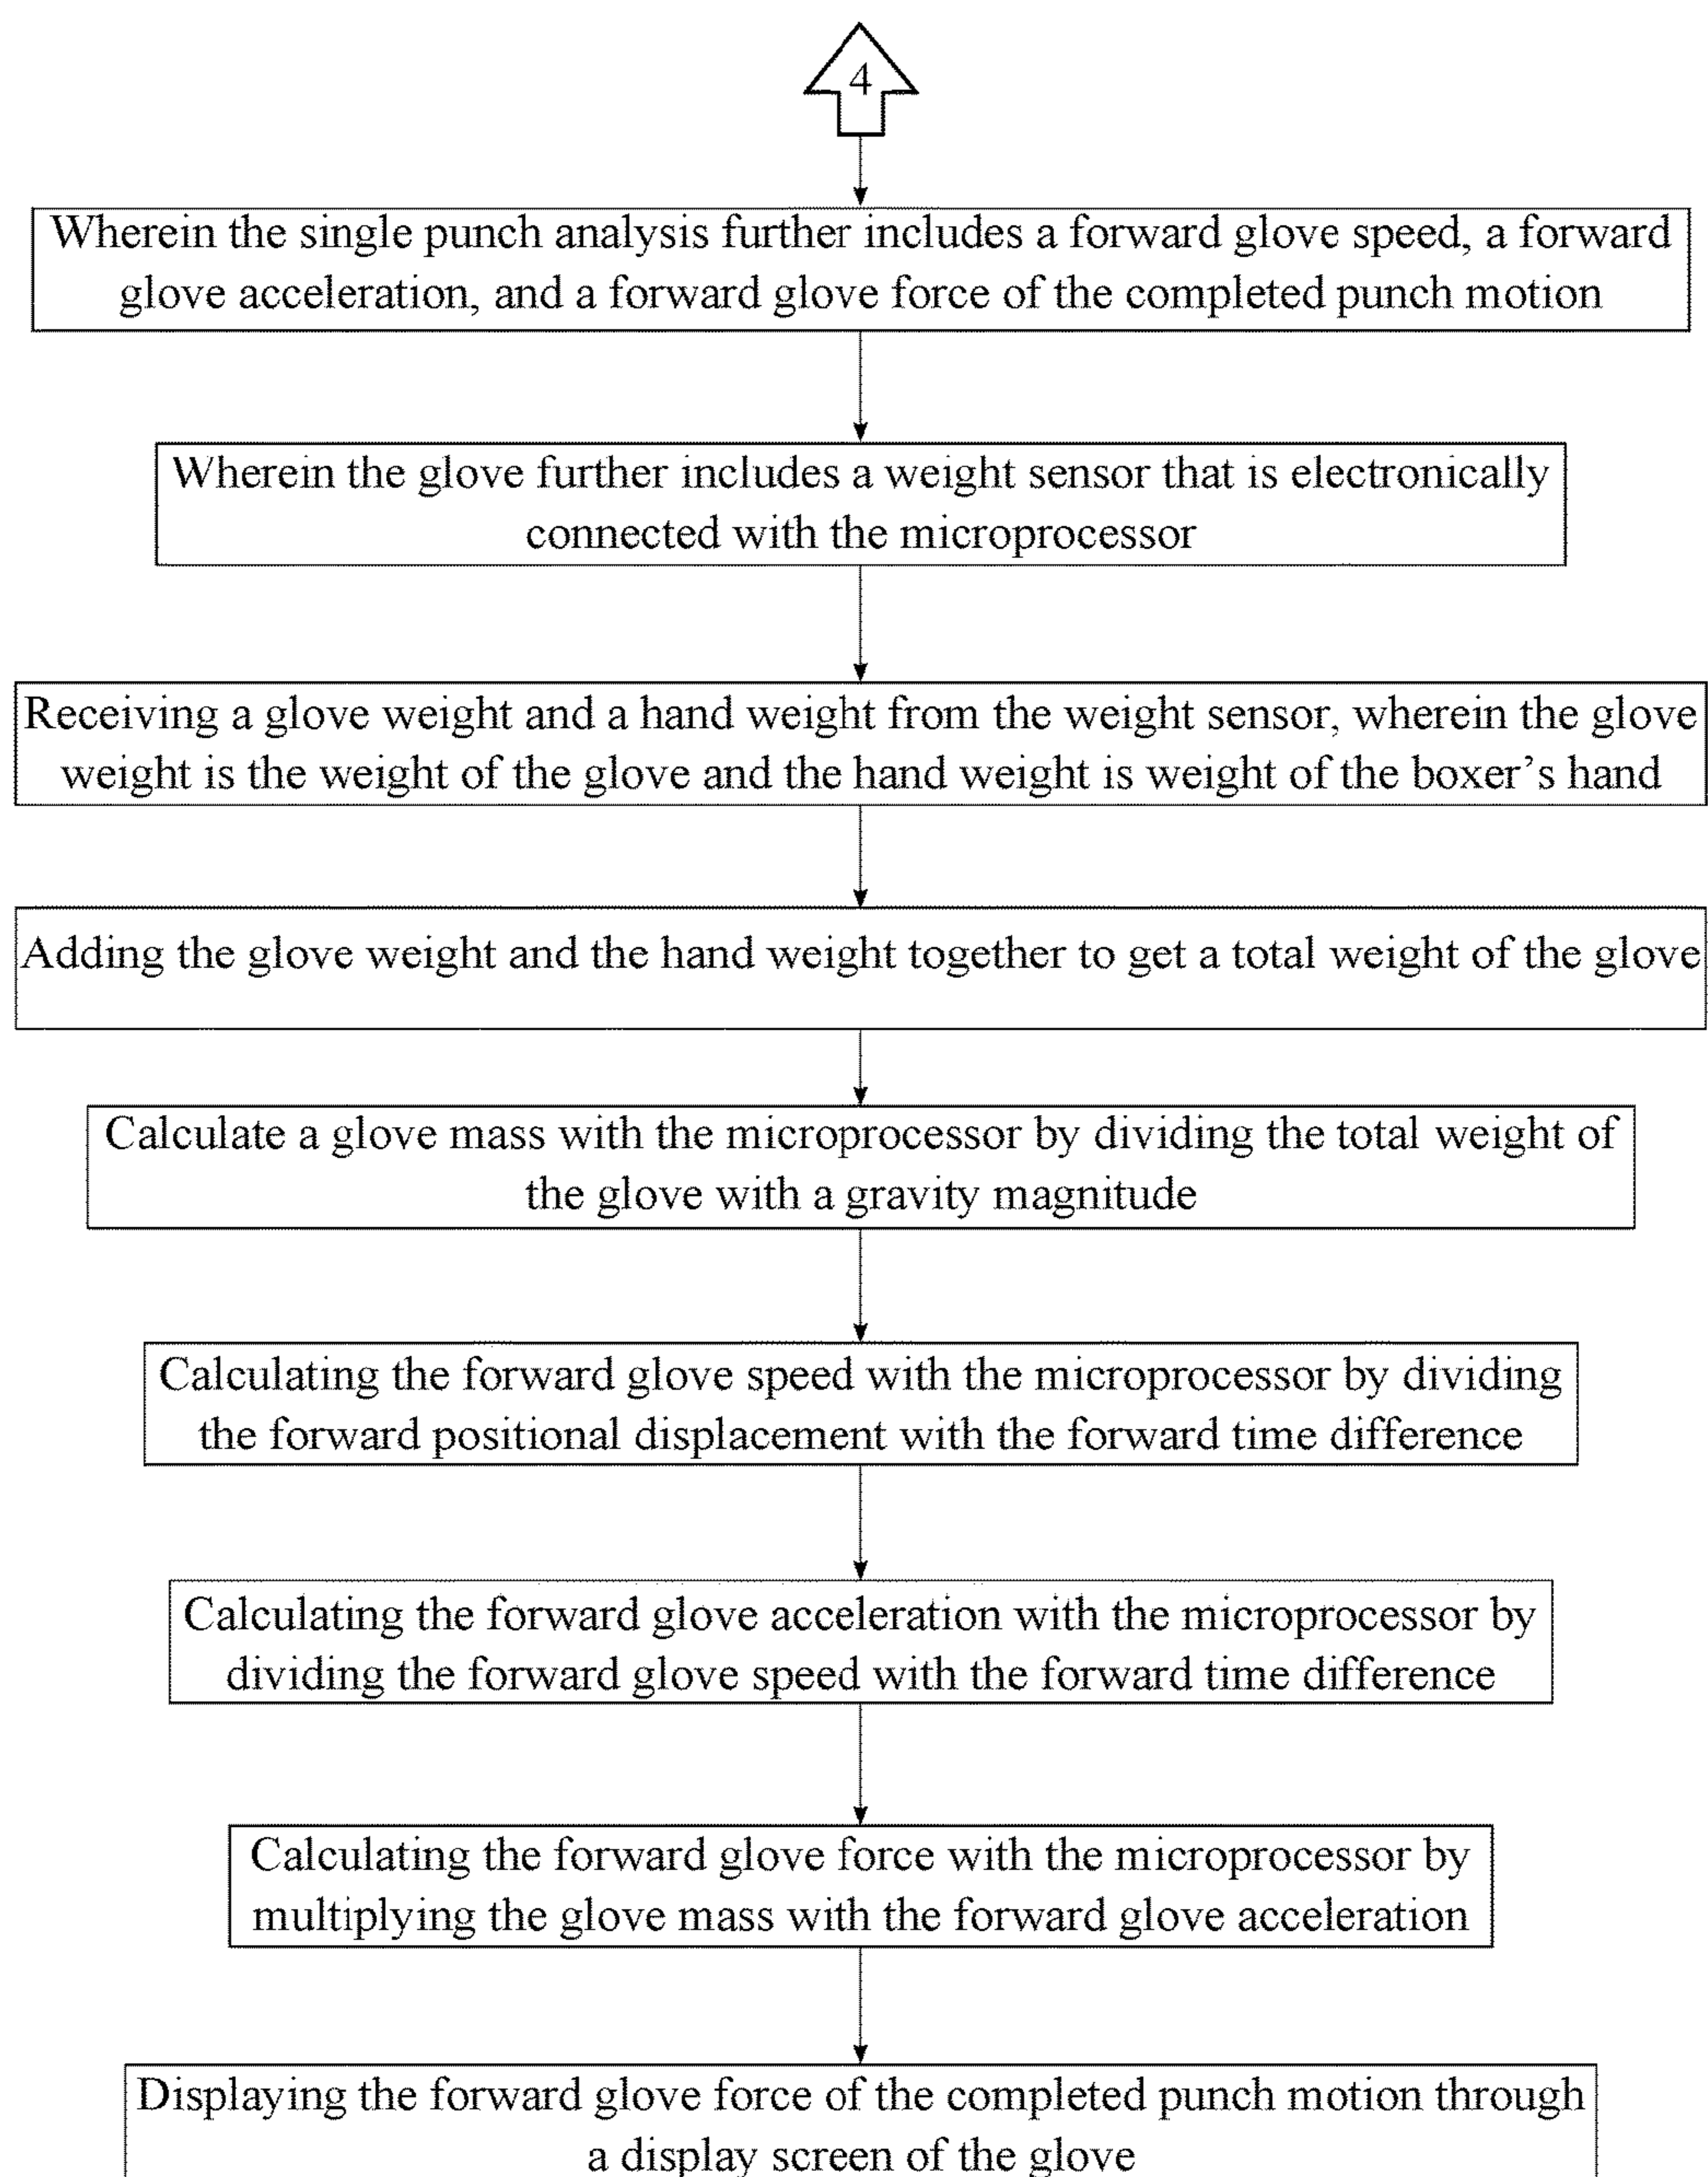 4
Wherein the single punch analysis further includes a forward glove speed, a forward
glove acceleration, and a forward glove force of the completed punch motion
Wherein the glove further includes a weight sensor that is electronically
connected with the microprocessor
Receiving a glove weight and a hand weight from the weight sensor, wherein the glove
weight is the weight of the glove and the hand weight is weight of the boxer’s hand
Adding the glove weight and the hand weight together to get a total weight of the glove
Calculate a glove mass with the microprocessor by dividing the total weight of
the glove with a gravity magnitude
Calculating the forward glove speed with the microprocessor by dividing
the forward positional displacement with the forward time difference
Calculating the forward glove acceleration with the microprocessor by
dividing the forward glove speed with the forward time difference
Calculating the forward glove force with the microprocessor by
multiplying the glove mass with the forward glove acceleration
Displaying the forward glove force of the completed punch motion through
a display screen of the glove